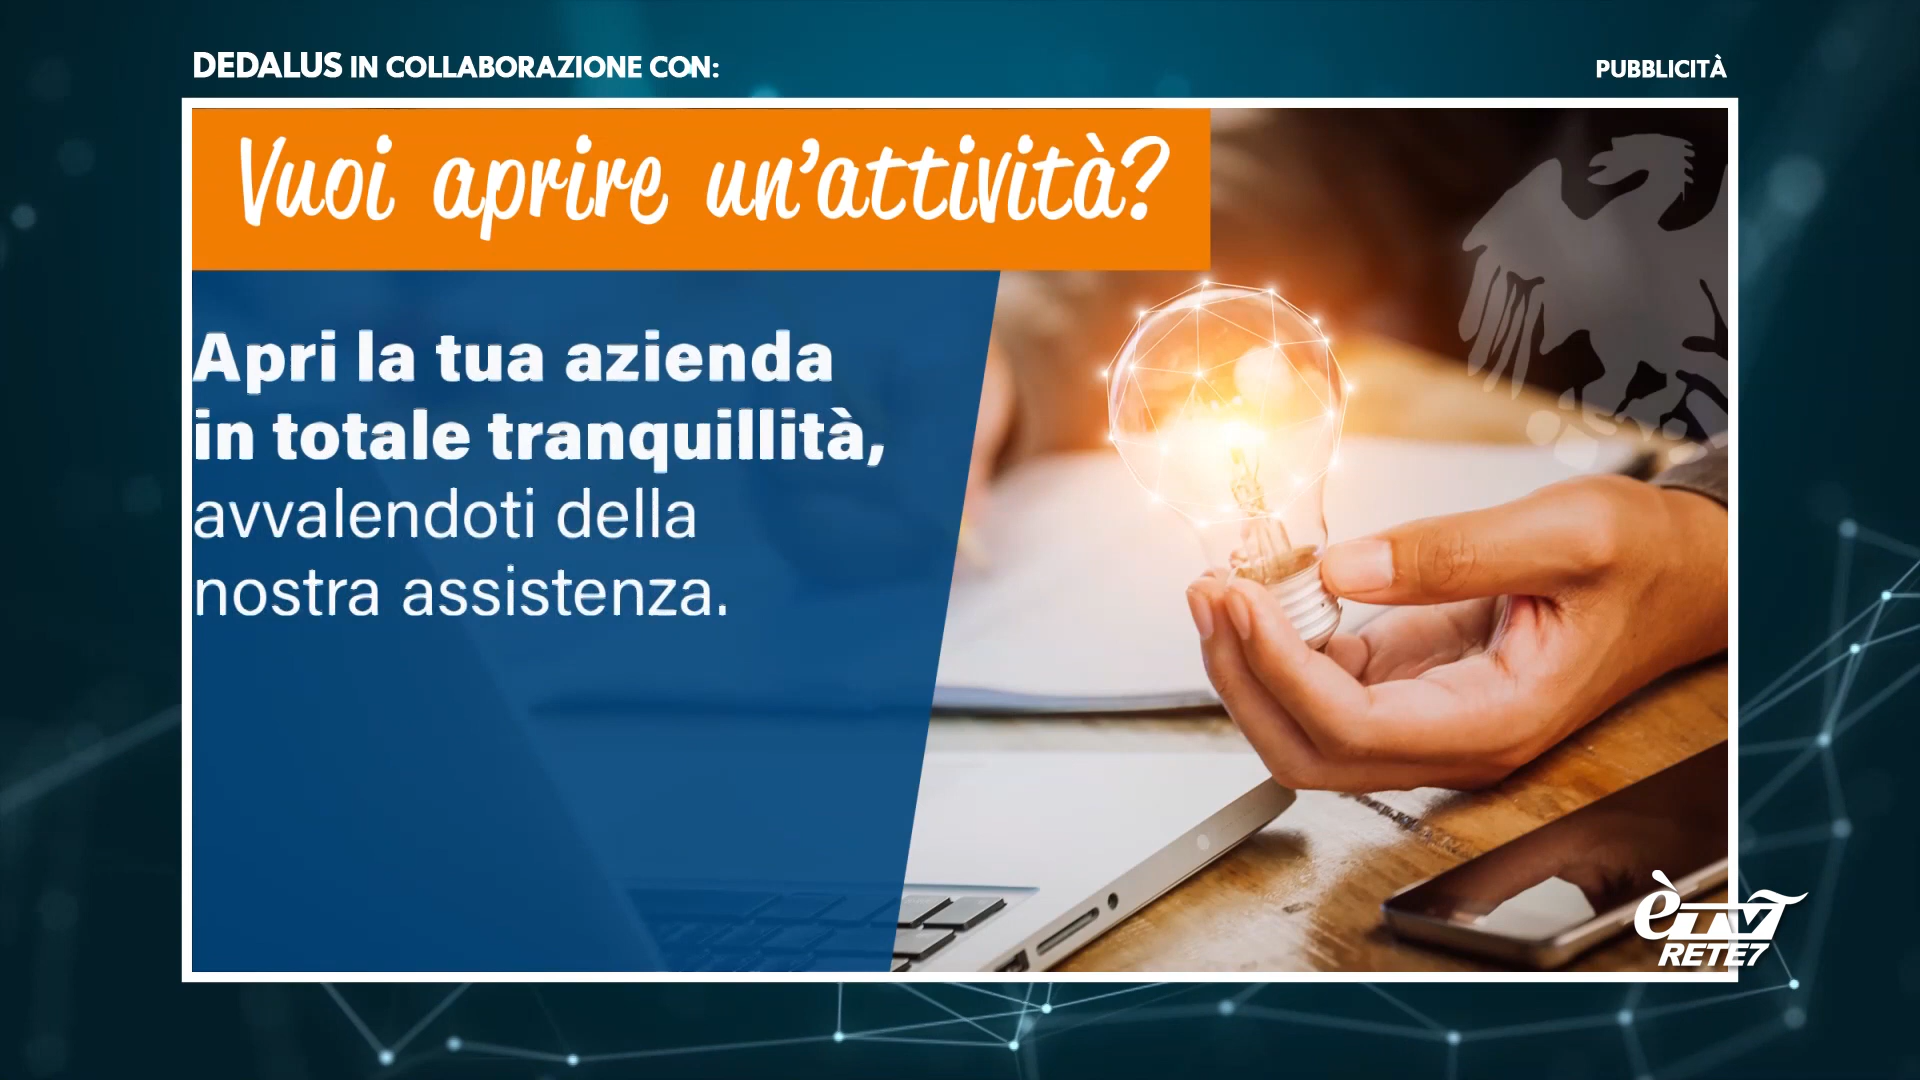 DEDALUS IN COLLABORAZIONE CON:
PUBBLICITÀ
Vuoi aprire un'attività?
Apri la tua azienda
in totale tranquillità,
avvalendoti della
nostra assistenza.
è TV
RETE7